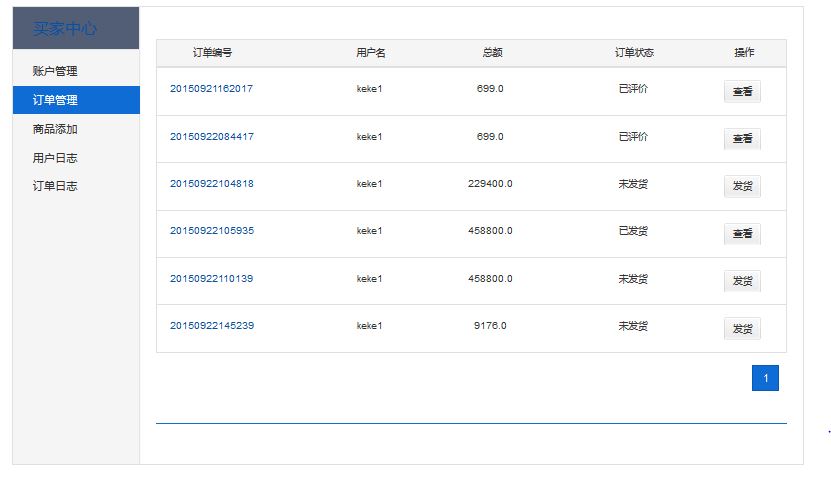 买家中心
账户管理
订单管理
商品添加
用户日志
订单日志
订单编号 用户名 总额 订单状态 操作
20150921162017 keke1 699.0 已评价 查看
20150922084417 keke1 699.0 已评价 查看
20150922104818 keke1 229400.0 未发货 发货
20150922105935 keke1 458800.0 已发货 查看
20150922110139 keke1 458800.0 未发货 发货
20150922145239 keke1 9176.0 未发货 发货
1